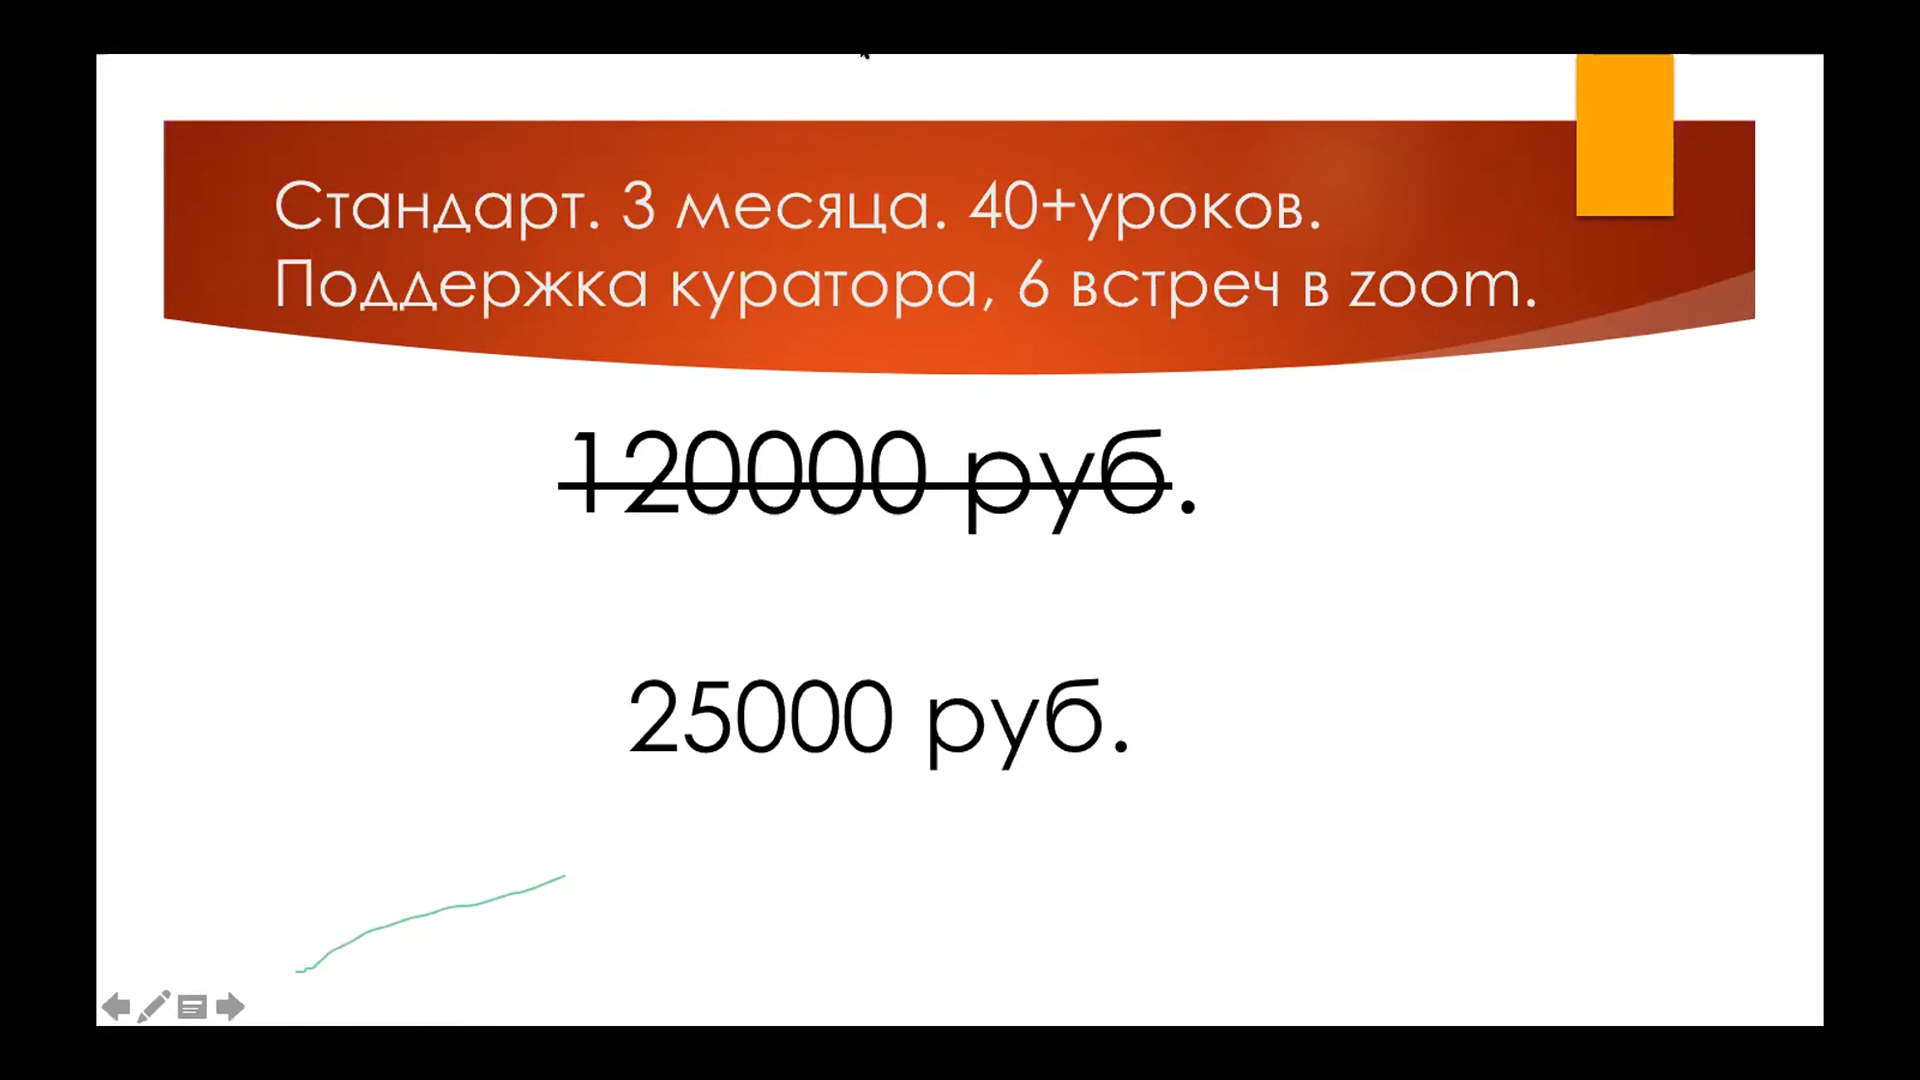 Стандарт. 3 месяца. 40+уроков.
Поддержка куратора, 6 встреч в zoom.
120000 руб.
25000 руб.